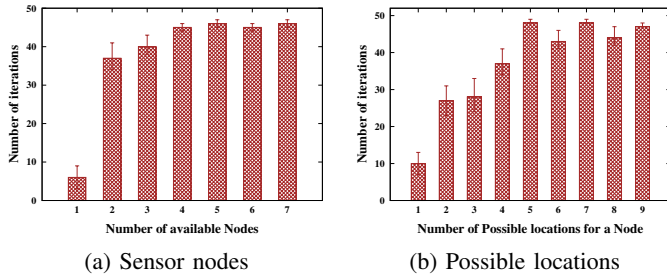 50
40
30
20
10
0
Number of iterations
1 2 3 4 5 6 7
Number of available Nodes
(a) Sensor nodes
50
40
30
20
10
0
Number of iterations
1 2 3 4 5 6 7 8 9
Number of Possible locations for a Node
(b) Possible locations